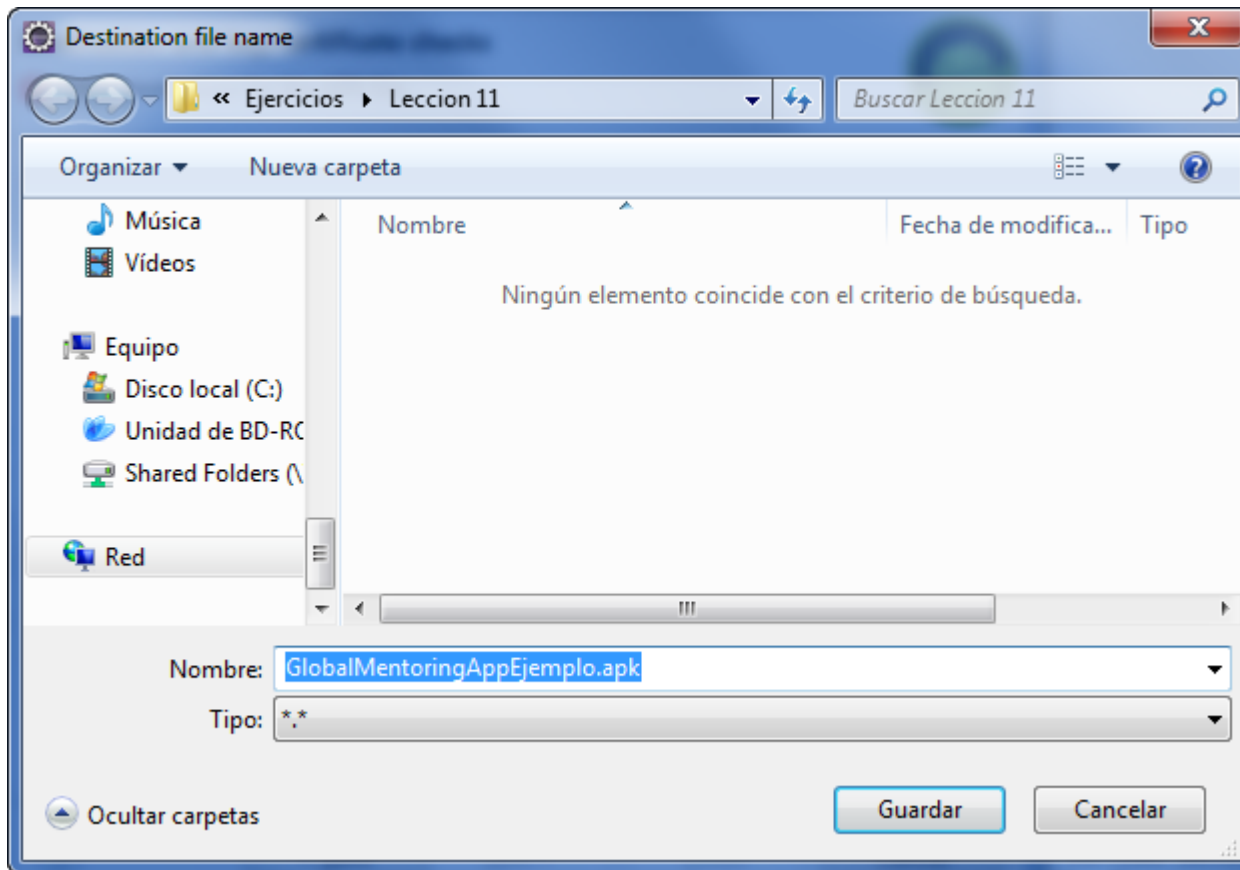 Destination file name
« Ejercicios Leccion 11
Buscar Leccion 11
Organizar
Nueva carpeta
Música
Vídeos
Equipo
Disco local (C:)
Unidad de BD-RO
Shared Folders (\
Red
Nombre
Fecha de modifica...
Tipo
Ningún elemento coincide con el criterio de búsqueda.
Nombre: GlobalMentoringAppEjemplo.apk
Tipo: *.*
Ocultar carpetas
Guardar
Cancelar